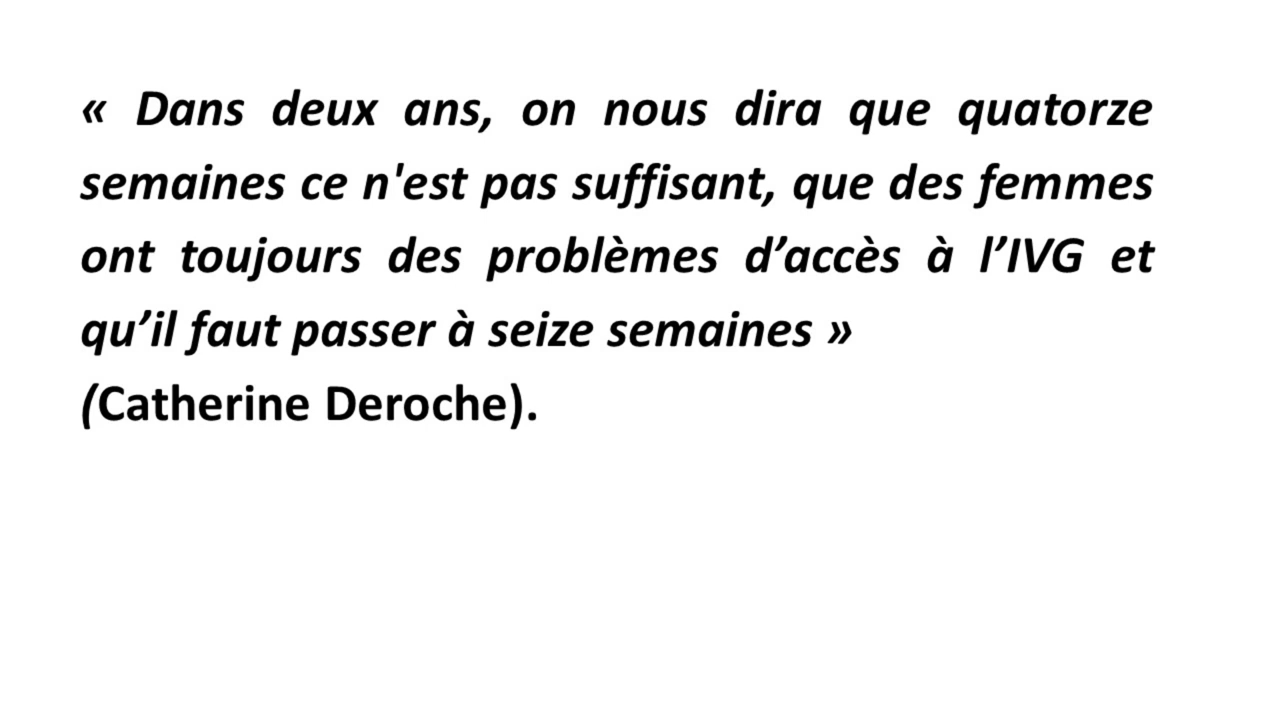 « Dans deux ans, on nous dira que quatorze
semaines ce n'est pas suffisant, que des femmes
ont toujours des problèmes d’accès à l’IVG et
qu’il faut passer à seize semaines »
(Catherine Deroche).